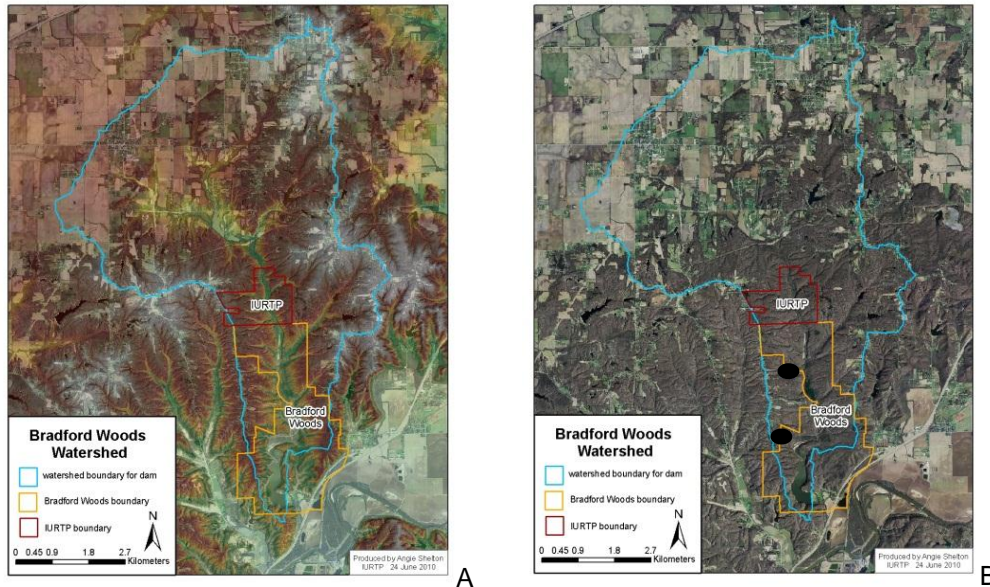 IURTP
Bradford
Woods
Bradford Woods
Watershed
watershed boundary for dam
Bradford Woods boundary
IURTP boundary
N
0 0.45 0.9 1.8 2.7
Kilometers
Produced by Angie Shelton
IURTP 24 June 2010
A
IURTP
Bradford
Woods
Bradford Woods
Watershed
watershed boundary for dam
Bradford Woods boundary
IURTP boundary
N
0 0.45 0.9 1.8 2.7
Kilometers
Produced by Angie Shelton
IURTP 24 June 2010